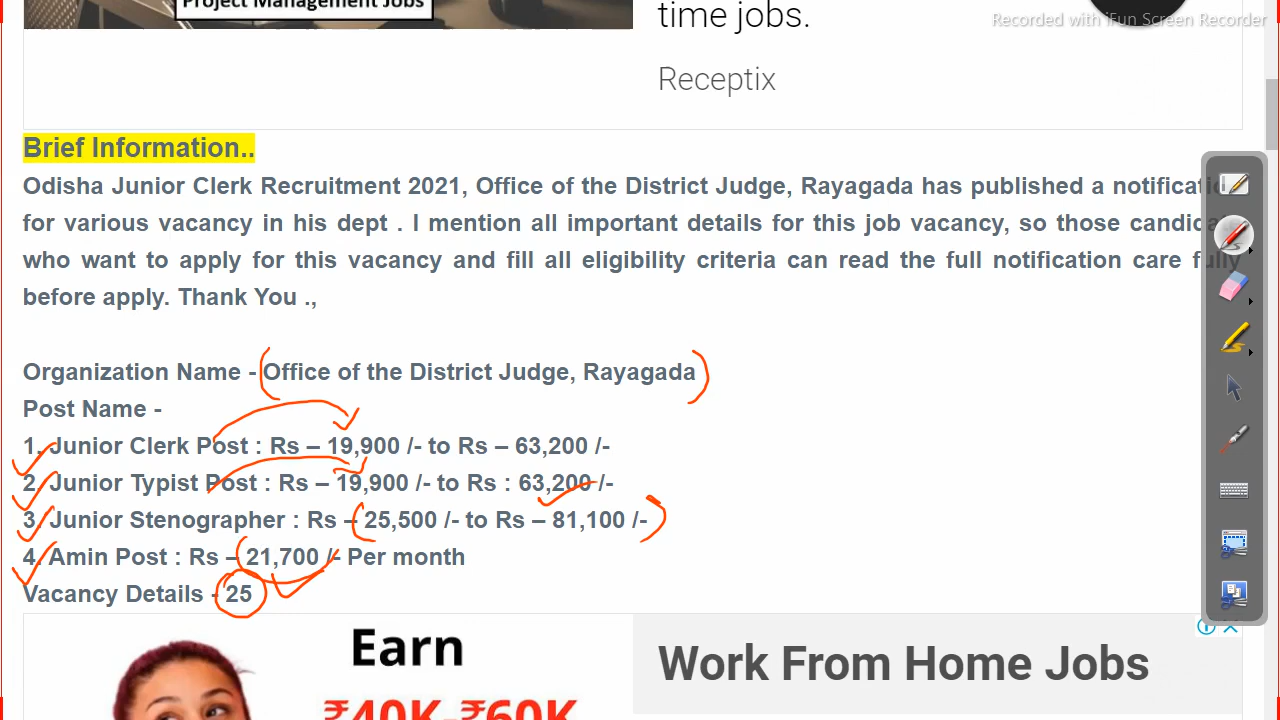 Project Management Jobs
time jobs.
Recorded with iFun Screen Recorder
Receptix
Brief Information..
Odisha Junior Clerk Recruitment 2021, Office of the District Judge, Rayagada has published a notification
for various vacancy in his dept . I mention all important details for this job vacancy, so those candidate
who want to apply for this vacancy and fill all eligibility criteria can read the full notification care fully
before apply. Thank You .,
Organization Name - Office of the District Judge, Rayagada
Post Name -
1. Junior Clerk Post : Rs – 19,900 /- to Rs – 63,200 /-
2. Junior Typist Post : Rs – 19,900 /- to Rs : 63,200 /-
3. Junior Stenographer : Rs – 25,500 /- to Rs – 81,100 /-
4. Amin Post : Rs – 21,700 /- Per month
Vacancy Details - 25
Earn
₹40K-₹60K
Work From Home Jobs